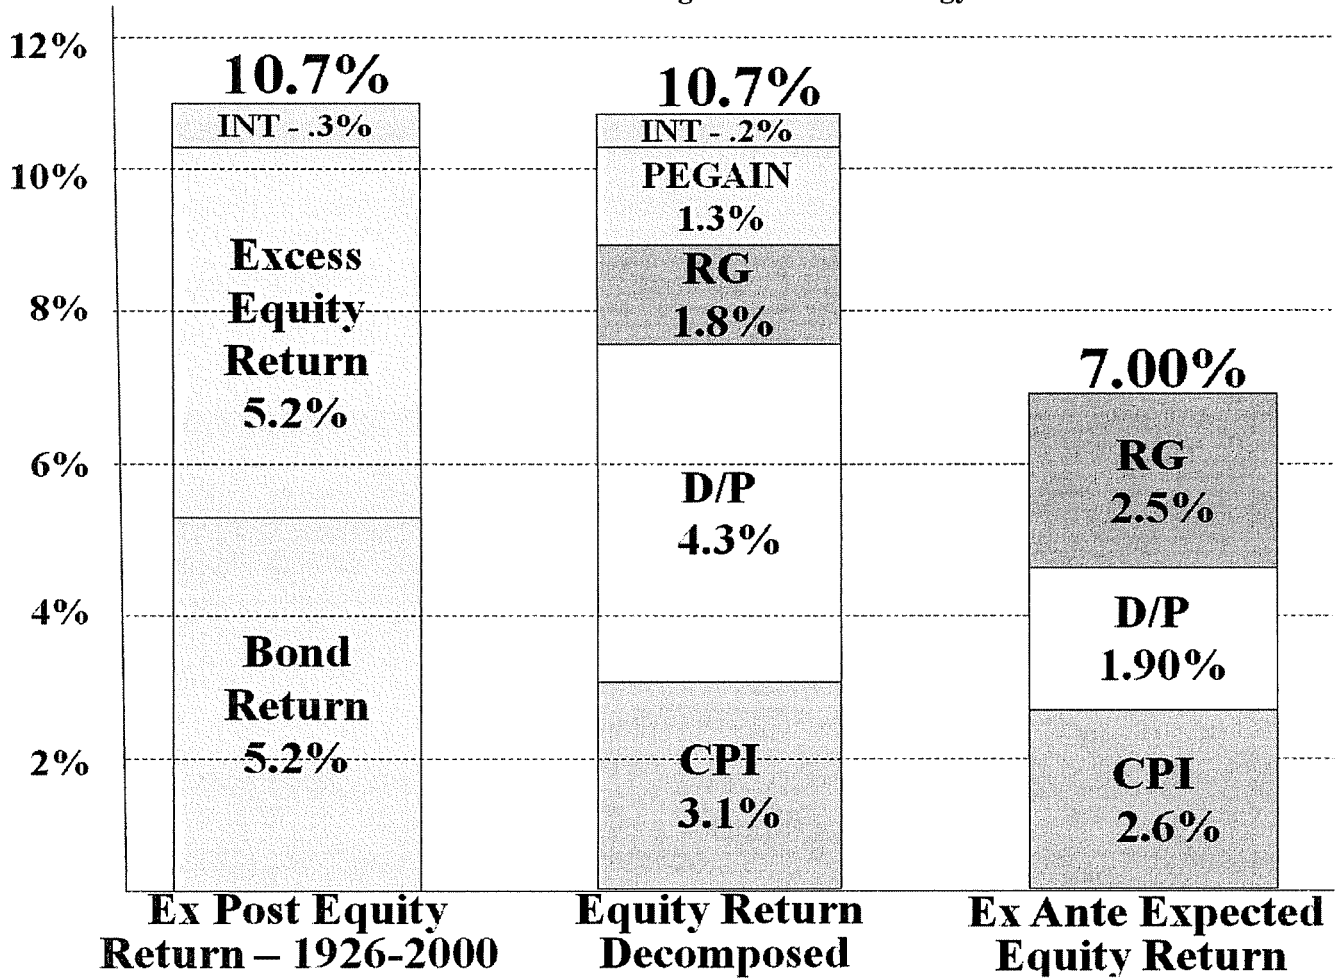 12%
10%
8%
6%
4%
2%
10.7%
INT - .3%
Excess
Equity
Return
5.2%
Bond
Return
5.2%
10.7%
INT - .2%
PEGAIN
1.3%
RG
1.8%
D/P
4.3%
CPI
3.1%
7.00%
RG
2.5%
D/P
1.90%
CPI
2.6%
Ex Post Equity
Return – 1926-2000
Equity Return
Decomposed
Ex Ante Expected
Equity Return